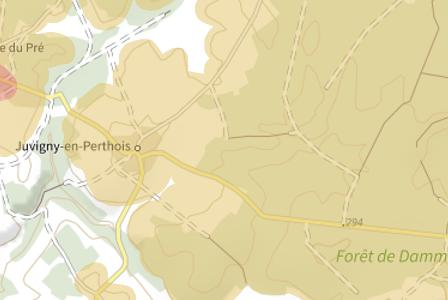 e du Pré
Juvigny-en-Perthois
294
Forêt de Damm